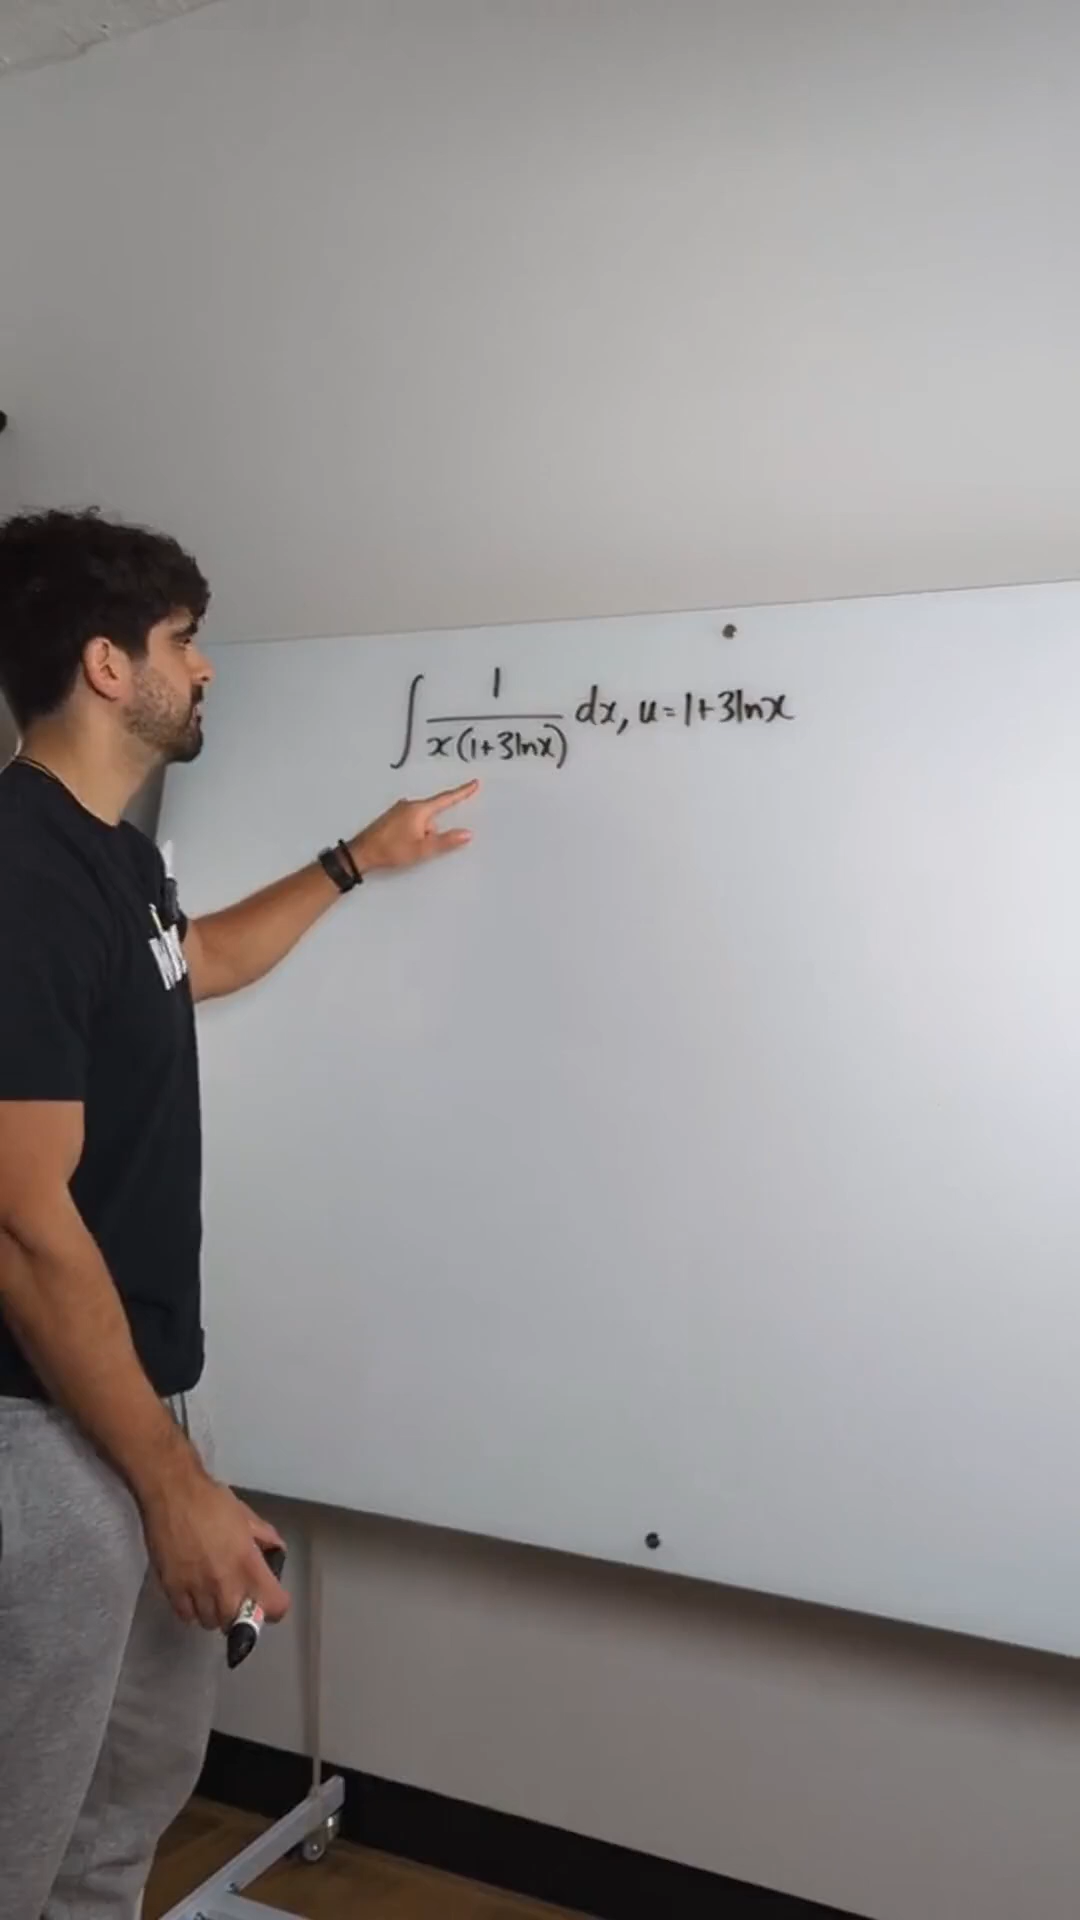 ∫ 1/(x(1+3lnx)) dx, u=1+3lnx